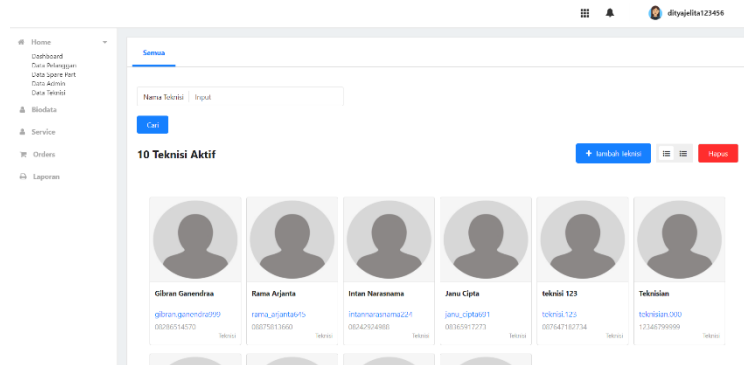 dityajelita123456
Home
Dashboard
Data Pelanggan
Data Spare Part
Data Admin
Data Teknisi
Biodata
Service
Orders
Laporan
Semua
Nama Teknisi Input
Cari
10 Teknisi Aktif
+ Tambah Teknisi
Hapus
Gibran Ganendraa
gibran.ganendra999
08286514570
Teknisi
Rama Arjanta
rama_arjanta645
08875613660
Teknisi
Intan Narasnama
intannarasnama224
08242924988
Teknisi
Janu Cipta
janu_cipta691
08365917273
Teknisi
teknisi 123
teknisi.123
087647182734
Teknisi
Teknisian
teknisian.000
12346799999
Teknisi